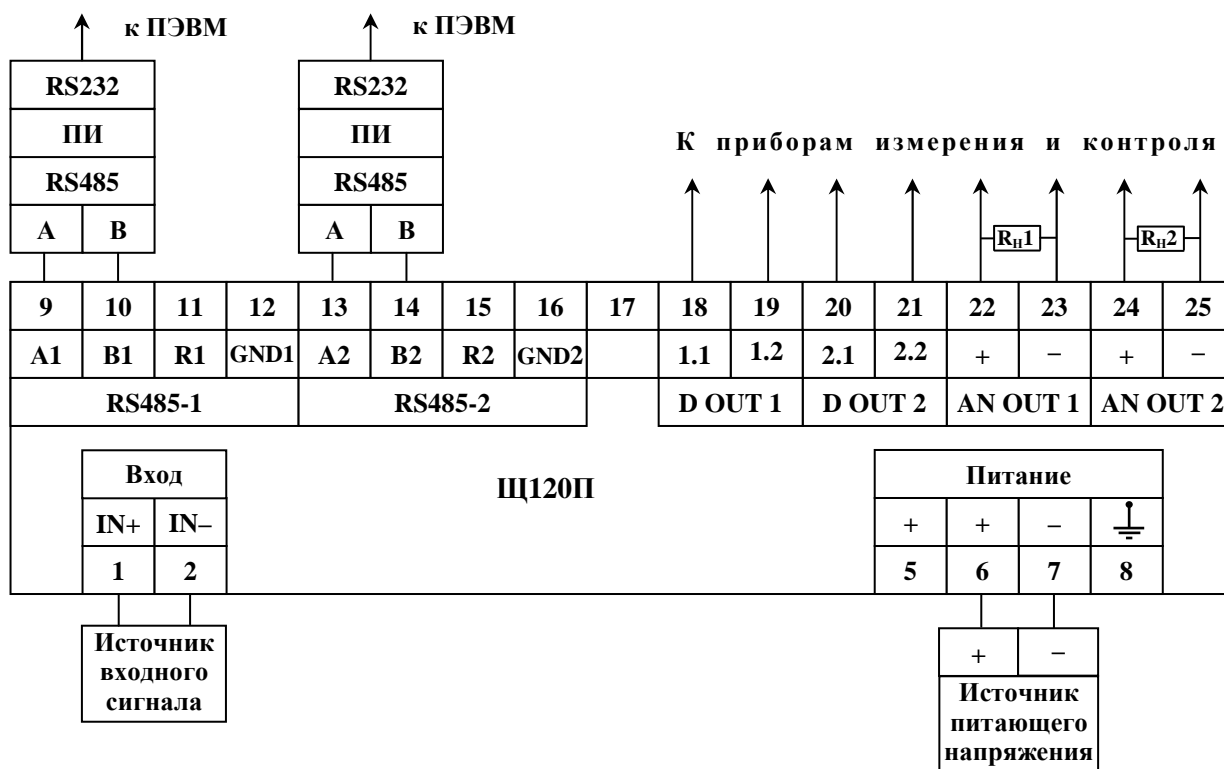 к ПЭВМ к ПЭВМ
RS232 RS232
ПИ ПИ
К приборам измерения и контроля
RS485 RS485
A B A B
RН1 RН2
9 10 11 12 13 14 15 16 17 18 19 20 21 22 23 24 25
A1 B1 R1 GND1 A2 B2 R2 GND2 1.1 1.2 2.1 2.2 + − + −
RS485-1 RS485-2 D OUT 1 D OUT 2 AN OUT 1 AN OUT 2
Вход Щ120П Питание
IN+ IN− + + −
1 2 5 6 7 8
Источник
входного
сигнала
+ −
Источник
питающего
напряжения